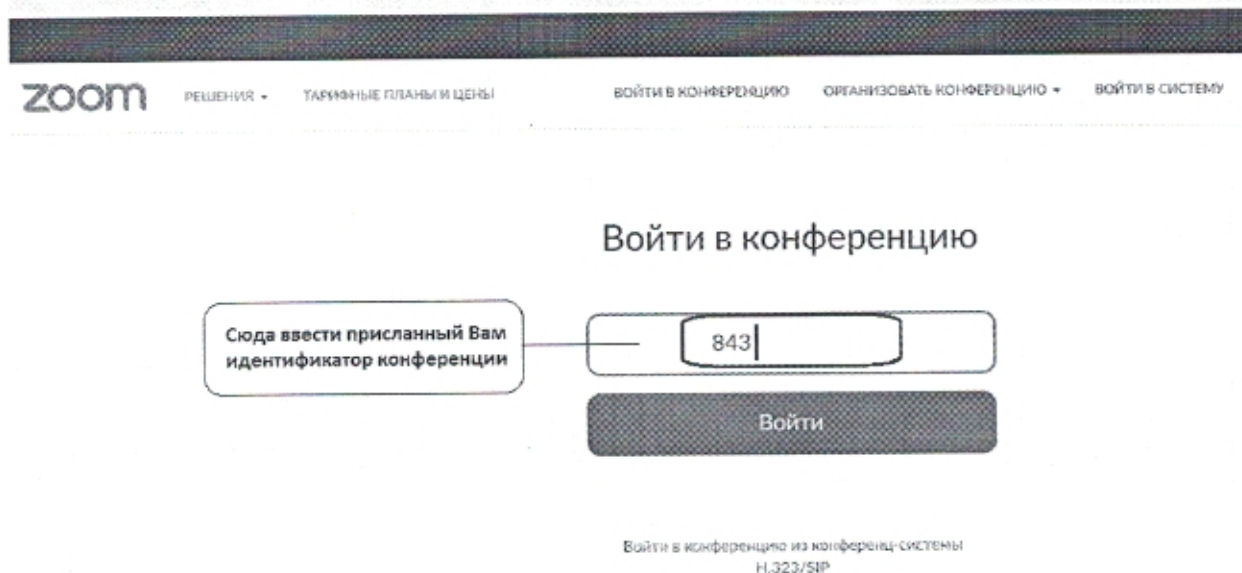 zoom РЕШЕНИЯ ТАРИФНЫЕ ПЛАНЫ И ЦЕНЫ ВОЙТИ В КОНФЕРЕНЦИЮ ОРГАНИЗОВАТЬ КОНФЕРЕНЦИЮ ВОЙТИ В СИСТЕМУ
Войти в конференцию
Сюда ввести присланный Вам
идентификатор конференции
843
Войти
Войти в конференцию из конференц-системы
H.323/SIP